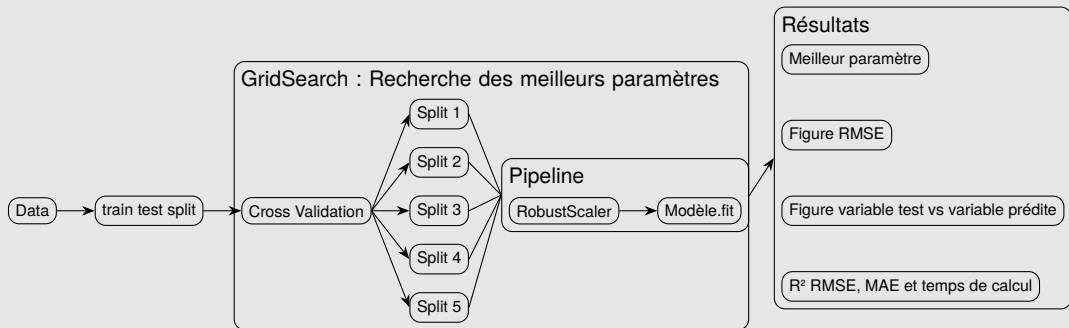 Data
train test split
GridSearch : Recherche des meilleurs paramètres
Cross Validation
Split 1
Split 2
Split 3
Split 4
Split 5
Pipeline
RobustScaler
Modèle.fit
Résultats
Meilleur paramètre
Figure RMSE
Figure variable test vs variable prédite
R² RMSE, MAE et temps de calcul